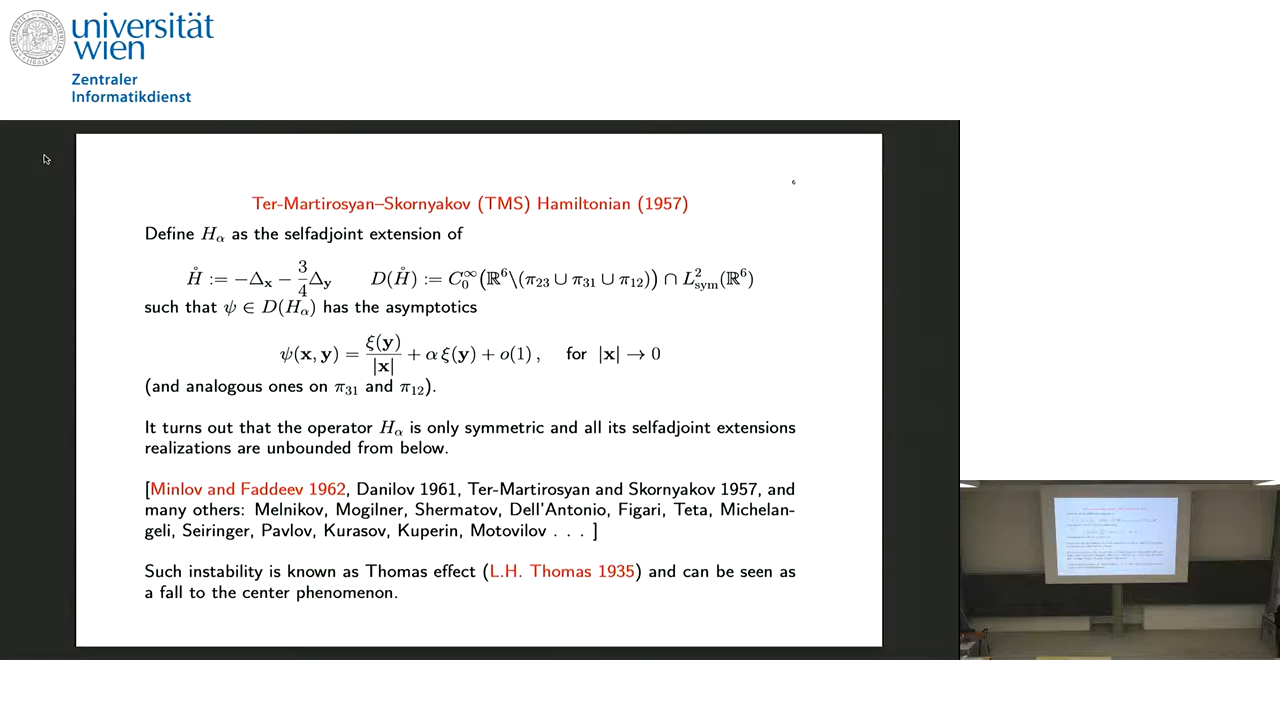 universität
wien
Zentraler
Informatikdienst
6
Ter-Martirosyan–Skornyakov (TMS) Hamiltonian (1957)
Define H_α as the selfadjoint extension of
H̊ := −Δ_x − 3/4 Δ_y   D(H̊) := C_0^∞(ℝ^6\(π_23 ∪ π_31 ∪ π_12)) ∩ L^2_sym(ℝ^6)
such that ψ ∈ D(H_α) has the asymptotics
ψ(x, y) = ξ(y)/|x| + α ξ(y) + o(1) ,   for |x| → 0
(and analogous ones on π_31 and π_12).
It turns out that the operator H_α is only symmetric and all its selfadjoint extensions
realizations are unbounded from below.
[Minlov and Faddeev 1962, Danilov 1961, Ter-Martirosyan and Skornyakov 1957, and
many others: Melnikov, Mogilner, Shermatov, Dell'Antonio, Figari, Teta, Michelan-
geli, Seiringer, Pavlov, Kurasov, Kuperin, Motovilov . . . ]
Such instability is known as Thomas effect (L.H. Thomas 1935) and can be seen as
a fall to the center phenomenon.